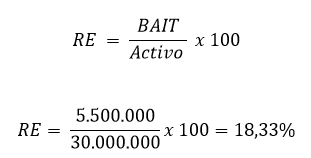 RE = BAIT / Activo x 100
RE = 5.500.000 / 30.000.000 x 100 = 18,33%